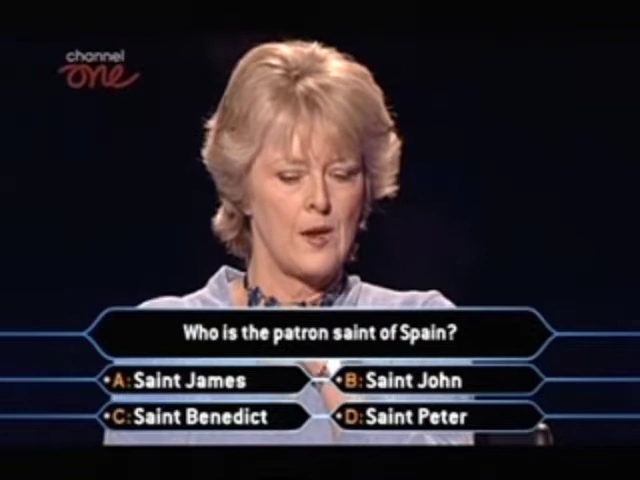 channel
one
Who is the patron saint of Spain?
A: Saint James
B: Saint John
C: Saint Benedict
D: Saint Peter